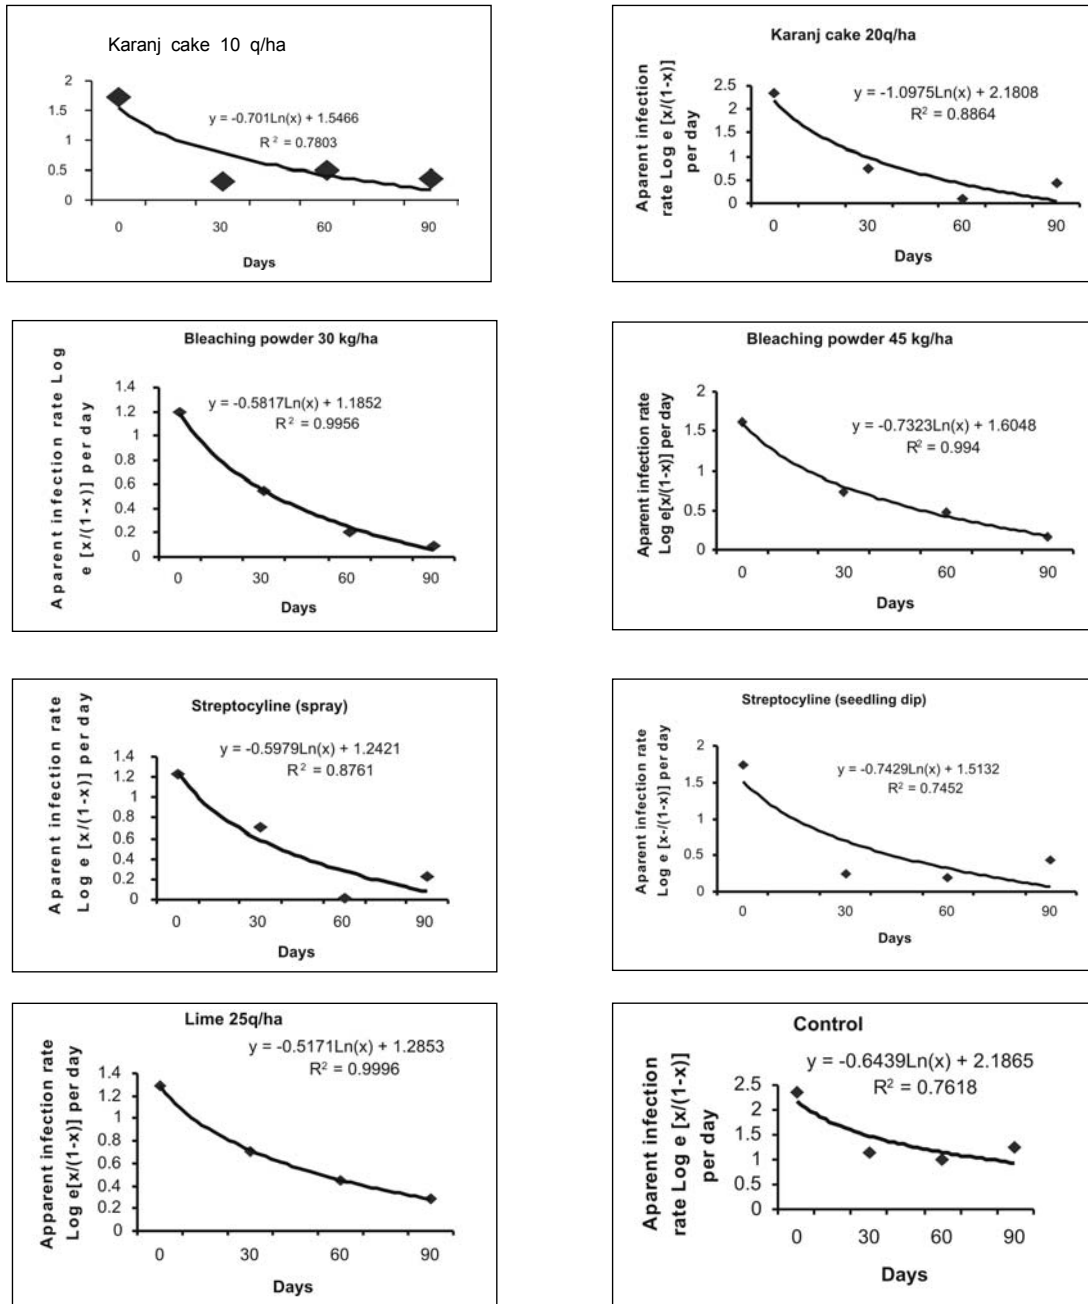 Karanj cake 10 q/ha
2
1.5
1
0.5
0
y = -0.701Ln(x) + 1.5466
R 2 = 0.7803
0 30 60 90
Days
Karanj cake 20q/ha
Aparent infection
rate Log e [x/(1-x)]
per day
2.5
2
1.5
1
0.5
0
y = -1.0975Ln(x) + 2.1808
R² = 0.8864
0 30 60 90
Days
Bleaching powder 30 kg/ha
Aparent infection rate Log
e [x/(1-x)] per day
1.4
1.2
1
0.8
0.6
0.4
0.2
0
y = -0.5817Ln(x) + 1.1852
R² = 0.9956
0 30 60 90
Days
Bleaching powder 45 kg/ha
Aparent infection rate
Log e[x/(1-x)] per day
2
1.5
1
0.5
0
y = -0.7323Ln(x) + 1.6048
R² = 0.994
0 30 60 90
Days
Streptocyline (spray)
Aparent infection rate
Log e [x/(1-x)] per day
1.4
1.2
1
0.8
0.6
0.4
0.2
0
y = -0.5979Ln(x) + 1.2421
R² = 0.8761
0 30 60 90
Days
Streptocyline (seedling dip)
Aparent infection rate
Log e [x-/(1-x)] per day
2
1.5
1
0.5
0
y = -0.7429Ln(x) + 1.5132
R² = 0.7452
0 30 60 90
Days
Lime 25q/ha
Apparent infection rate
Log e[x/(1-x)] per day
1.4
1.2
1
0.8
0.6
0.4
0.2
0
y = -0.5171Ln(x) + 1.2853
R² = 0.9996
0 30 60 90
Days
Control
Aparent infection
rate Log e [x/(1-x)]
per day
2.5
2
1.5
1
0.5
0
y = -0.6439Ln(x) + 2.1865
R² = 0.7618
0 30 60 90
Days